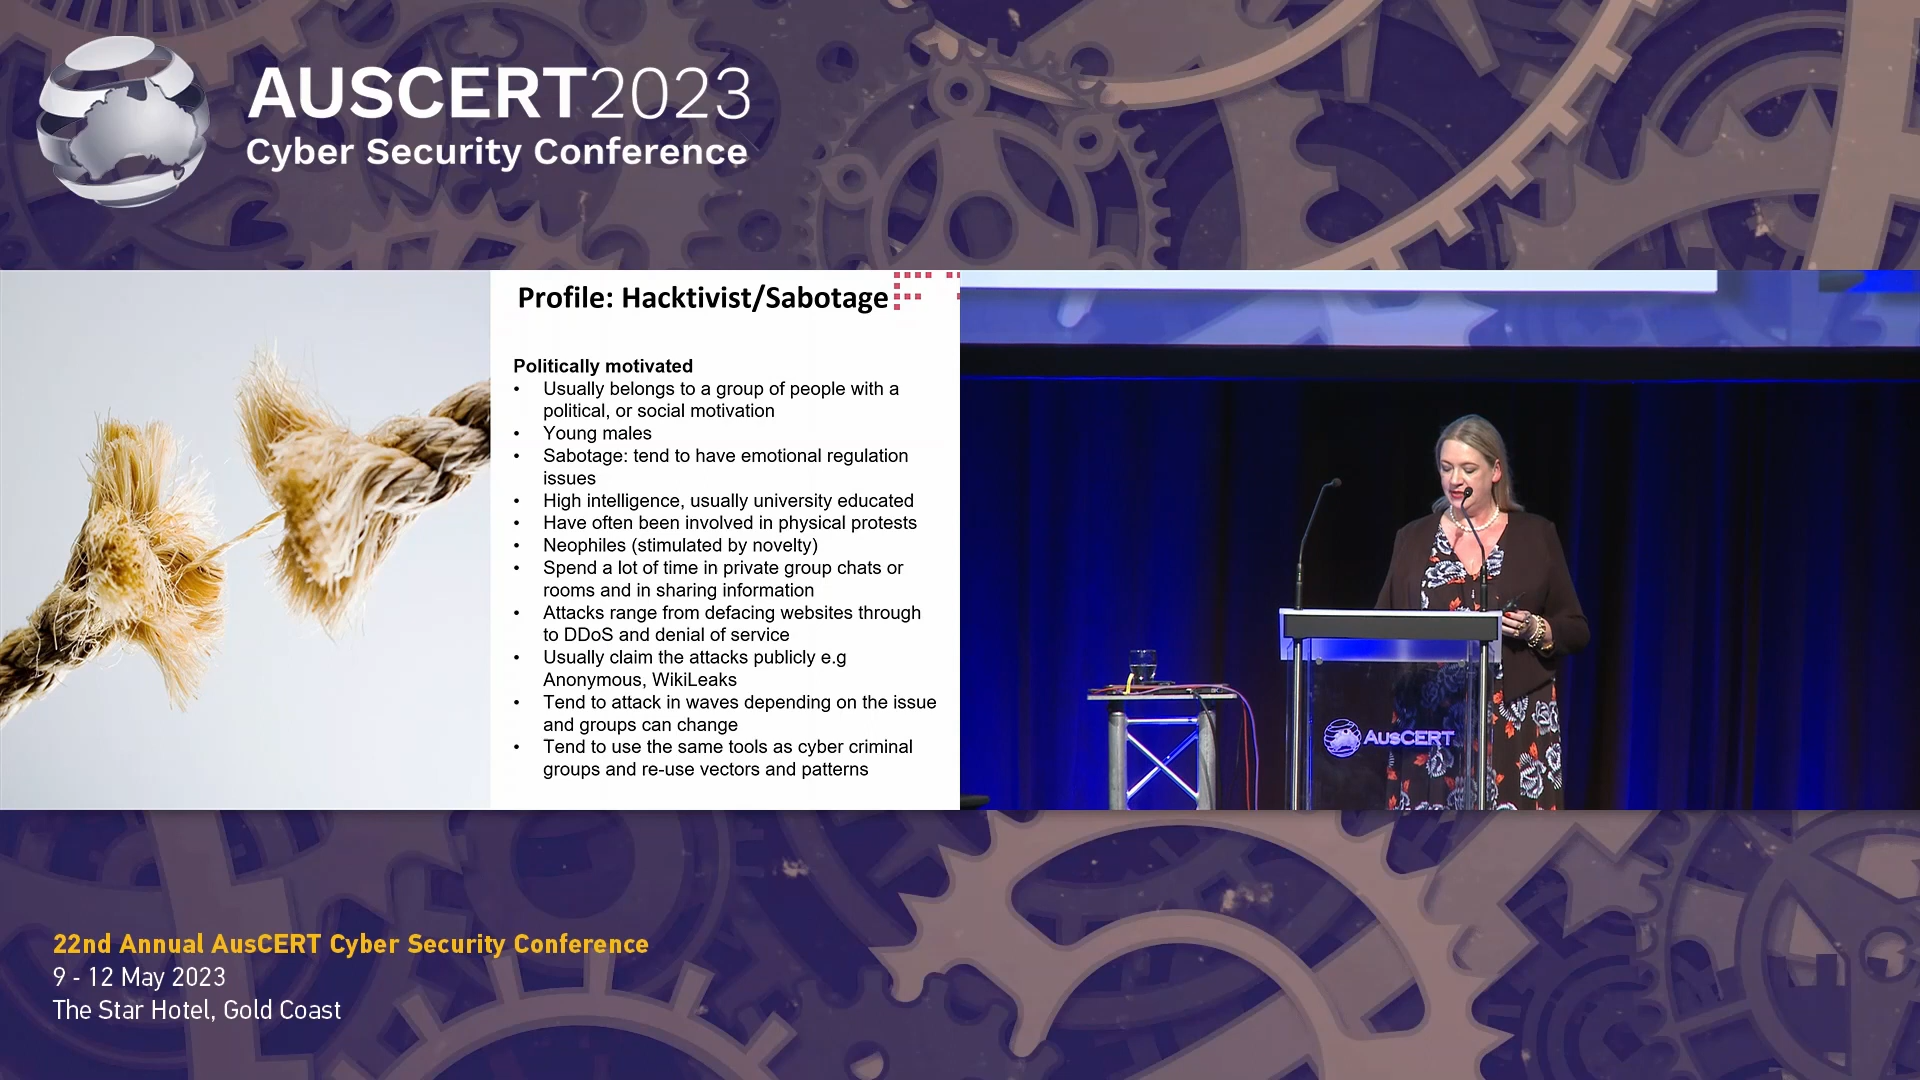 AUSCERT2023
Cyber Security Conference
Profile: Hacktivist/Sabotage
Politically motivated
• Usually belongs to a group of people with a
political, or social motivation
• Young males
• Sabotage: tend to have emotional regulation
issues
• High intelligence, usually university educated
• Have often been involved in physical protests
• Neophiles (stimulated by novelty)
• Spend a lot of time in private group chats or
rooms and in sharing information
• Attacks range from defacing websites through
to DDoS and denial of service
• Usually claim the attacks publicly e.g
Anonymous, WikiLeaks
• Tend to attack in waves depending on the issue
and groups can change
• Tend to use the same tools as cyber criminal
groups and re-use vectors and patterns
AusCERT
22nd Annual AusCERT Cyber Security Conference
9 - 12 May 2023
The Star Hotel, Gold Coast